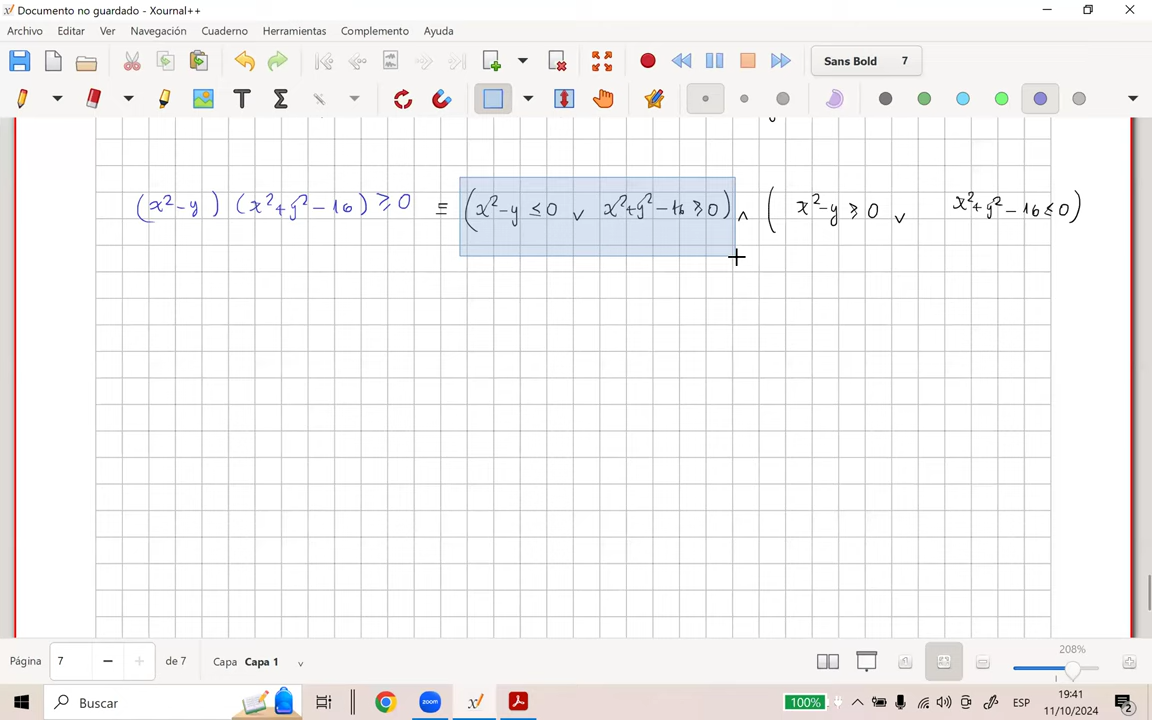 Documento no guardado - Xournal++
Archivo Editar Ver Navegación Cuaderno Herramientas Complemento Ayuda
Sans Bold 7
(x²-y) (x²+y²-16) ≥ 0 ≡ (x²-y ≤ 0 ∨ x²+y²-16 ≥ 0) ∧ (x²-y ≥ 0 ∨ x²+y²-16 ≤ 0)
Página 7 de 7 Capa Capa 1 208%
Buscar zoom 100% ESP 19:41
11/10/2024 2